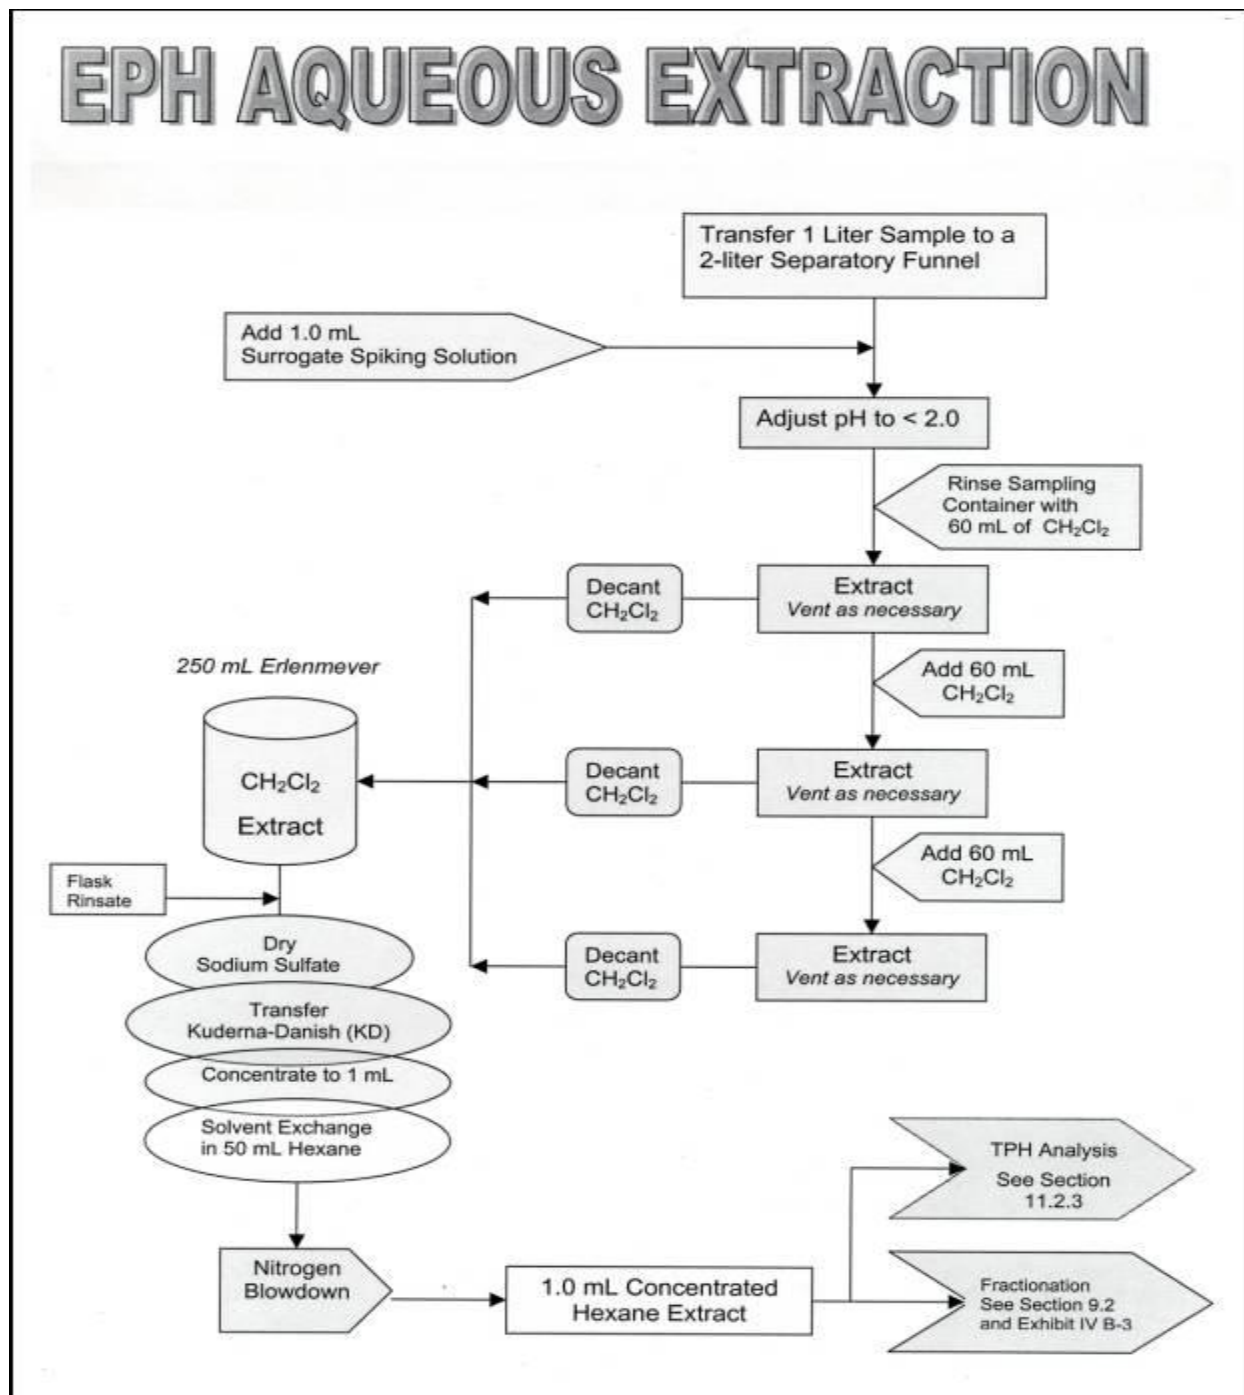 EPH AQUEOUS EXTRACTION
Transfer 1 Liter Sample to a
2-liter Separatory Funnel
Add 1.0 mL
Surrogate Spiking Solution
Adjust pH to < 2.0
Rinse Sampling
Container with
60 mL of CH₂Cl₂
Decant
CH₂Cl₂
Extract
Vent as necessary
250 mL Erlenmeyer
Add 60 mL
CH₂Cl₂
CH₂Cl₂
Extract
Decant
CH₂Cl₂
Extract
Vent as necessary
Add 60 mL
CH₂Cl₂
Flask
Rinsate
Dry
Sodium Sulfate
Decant
CH₂Cl₂
Extract
Vent as necessary
Transfer
Kuderna-Danish (KD)
Concentrate to 1 mL
Solvent Exchange
in 50 mL Hexane
TPH Analysis
See Section
11.2.3
Nitrogen
Blowdown
1.0 mL Concentrated
Hexane Extract
Fractionation
See Section 9.2
and Exhibit IV B-3